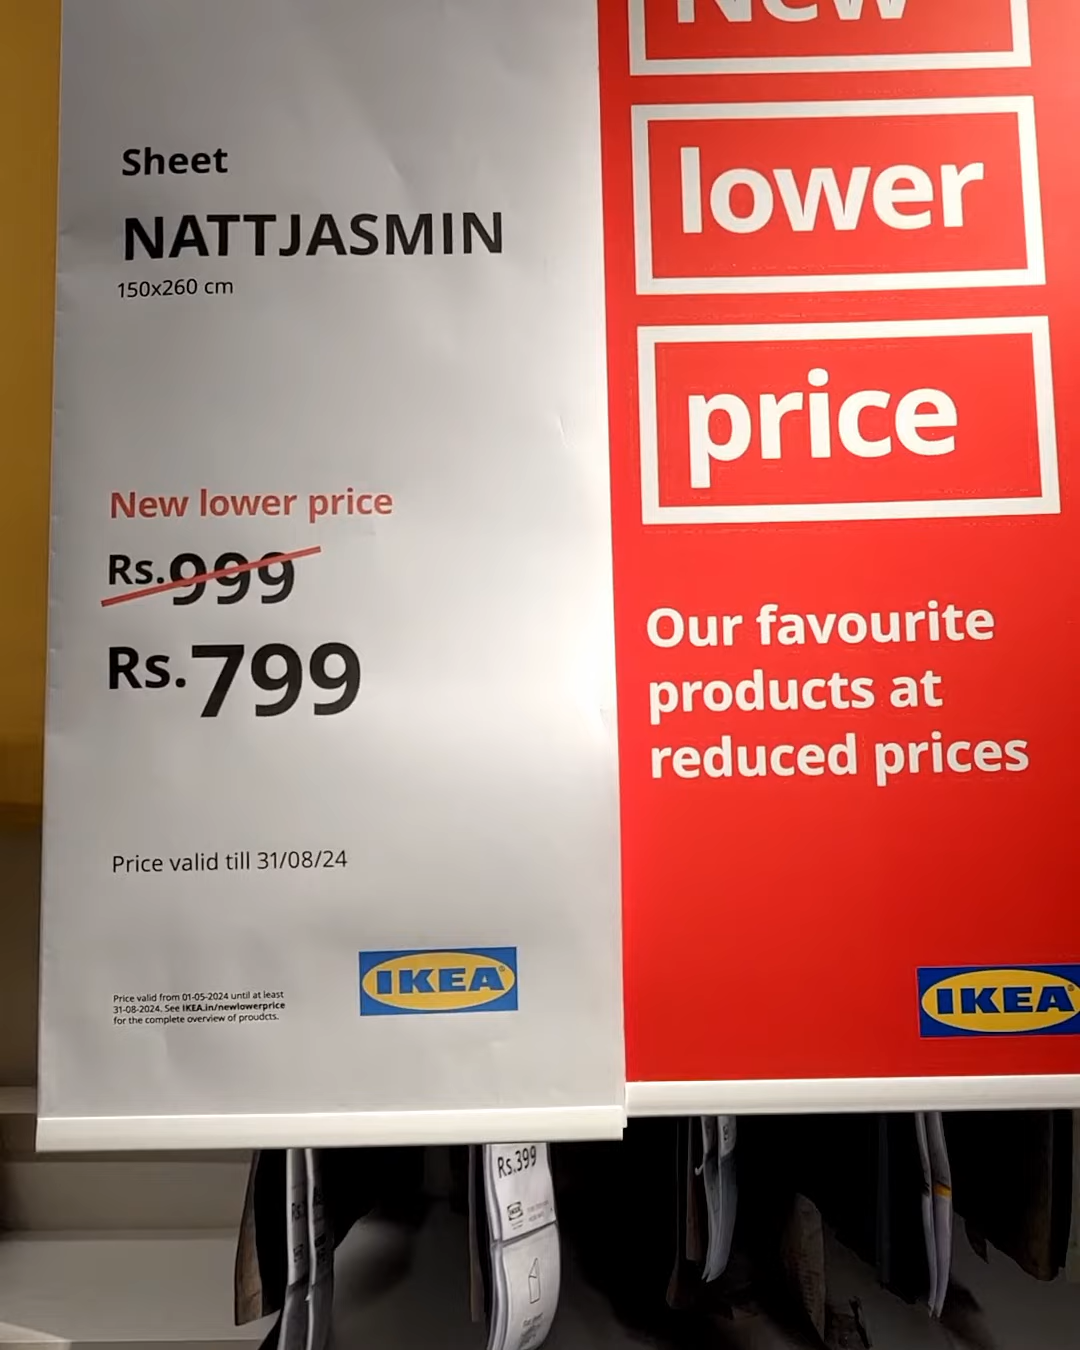 Sheet
NATTJASMIN
150x260 cm
New lower price
Rs.999
Rs.799
Price valid till 31/08/24
Price valid from 01-05-2024 until at least
31-08-2024. See IKEA.in/newlowerprice
for the complete overview of proudcts.
IKEA
New
lower
price
Our favourite
products at
reduced prices
IKEA
Rs.399